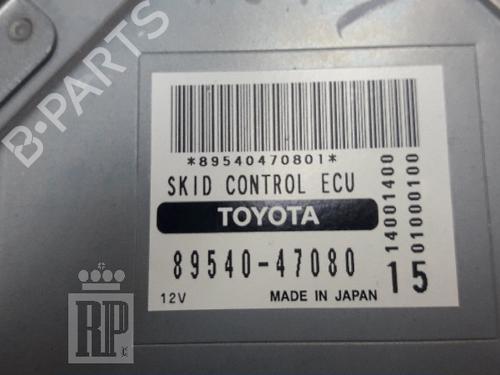 B-PARTS
*89540470801*
SKID CONTROL ECU
TOYOTA
89540-47080
15
14001400
01000100
12V
MADE IN JAPAN
RP